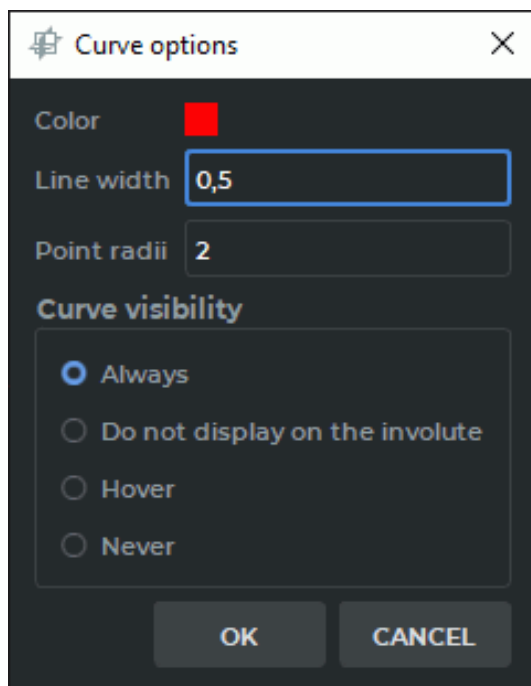 Curve options
Color
Line width 0,5
Point radii 2
Curve visibility
Always
Do not display on the involute
Hover
Never
OK CANCEL